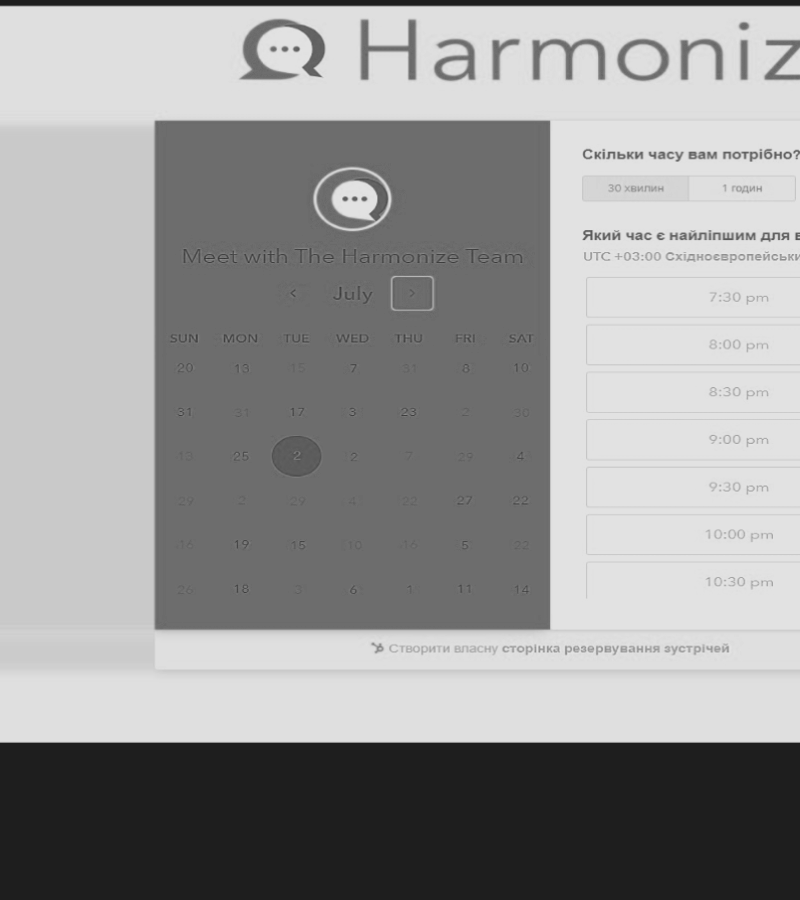 Harmoniz
Meet with The Harmonize Team
July
SUN MON TUE WED THU FRI SAT
20 13 15 7 31 8 10
31 31 17 3 23 2 30
13 25 2 2 7 29 4
29 2 29 4 22 27 22
16 19 15 10 16 5 22
26 18 3 6 1 11 14
Скільки часу вам потрібно?
30 хвилин 1 годин
Який час є найліпшим для в
UTC +03:00 Східноєвропейськи
7:30 pm
8:00 pm
8:30 pm
9:00 pm
9:30 pm
10:00 pm
10:30 pm
Створити власну сторінка резервування зустрічей